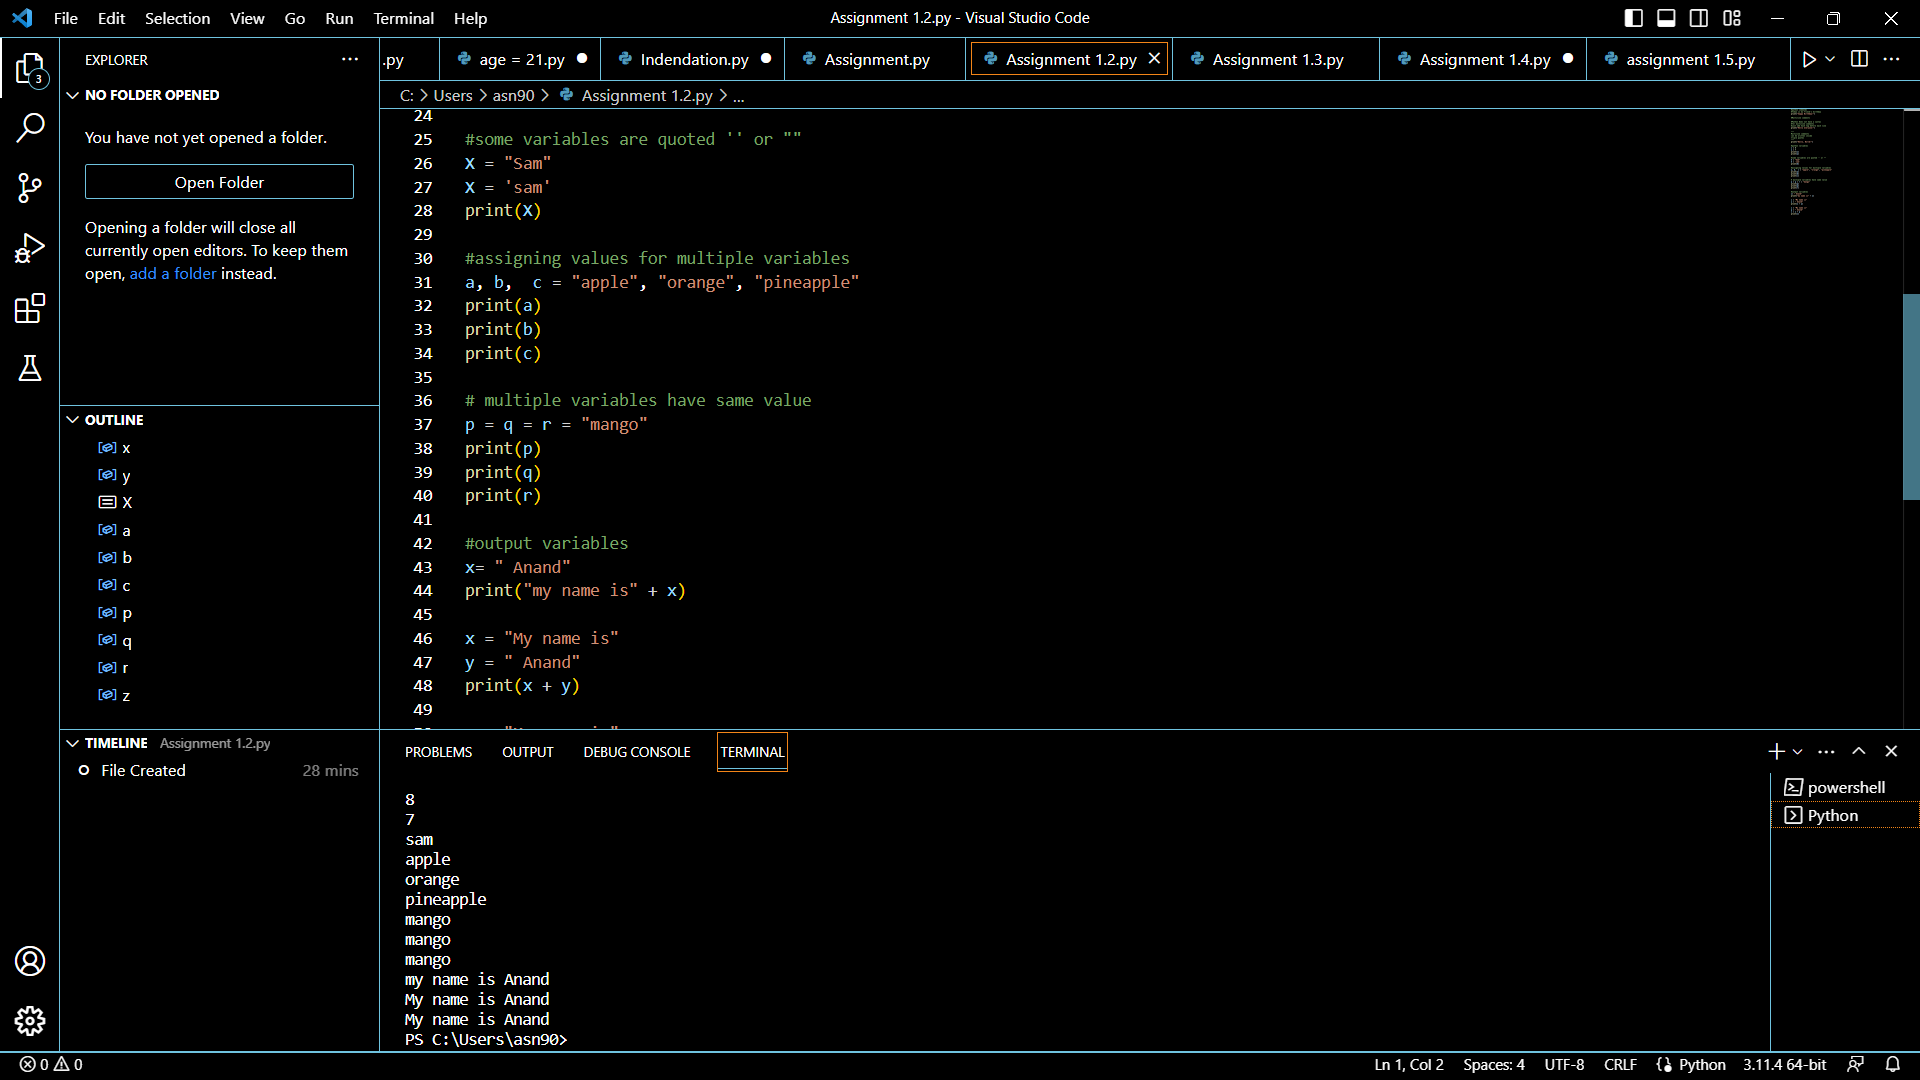 File Edit Selection View Go Run Terminal Help
Assignment 1.2.py - Visual Studio Code
3
EXPLORER
NO FOLDER OPENED
You have not yet opened a folder.
Open Folder
Opening a folder will close all
currently open editors. To keep them
open, add a folder instead.
OUTLINE
x
y
X
a
b
c
p
q
r
z
TIMELINE Assignment 1.2.py
File Created 28 mins
.py age = 21.py Indendation.py Assignment.py Assignment 1.2.py Assignment 1.3.py Assignment 1.4.py assignment 1.5.py
C: > Users > asn90 > Assignment 1.2.py > ...
24
25 #some variables are quoted '' or ""
26 X = "Sam"
27 X = 'sam'
28 print(X)
29
30 #assigning values for multiple variables
31 a, b,  c = "apple", "orange", "pineapple"
32 print(a)
33 print(b)
34 print(c)
35
36 # multiple variables have same value
37 p = q = r = "mango"
38 print(p)
39 print(q)
40 print(r)
41
42 #output variables
43 x= " Anand"
44 print("my name is" + x)
45
46 x = "My name is"
47 y = " Anand"
48 print(x + y)
49
PROBLEMS OUTPUT DEBUG CONSOLE TERMINAL
8
7
sam
apple
orange
pineapple
mango
mango
mango
my name is Anand
My name is Anand
My name is Anand
PS C:\Users\asn90>
powershell
Python
0 0 Ln 1, Col 2 Spaces: 4 UTF-8 CRLF Python 3.11.4 64-bit